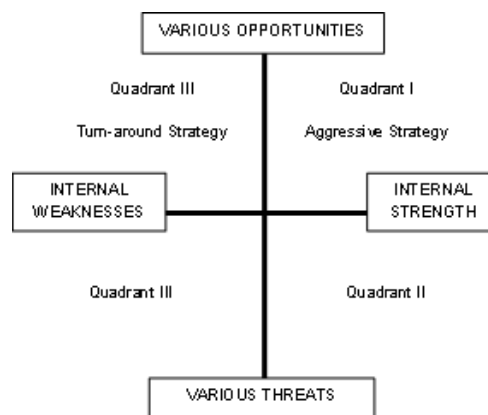 VARIOUS OPPORTUNITIES
Quadrant III
Quadrant I
Turn-around Strategy
Aggressive Strategy
INTERNAL
WEAKNESSES
INTERNAL
STRENGTH
Quadrant III
Quadrant II
VARIOUS THREATS